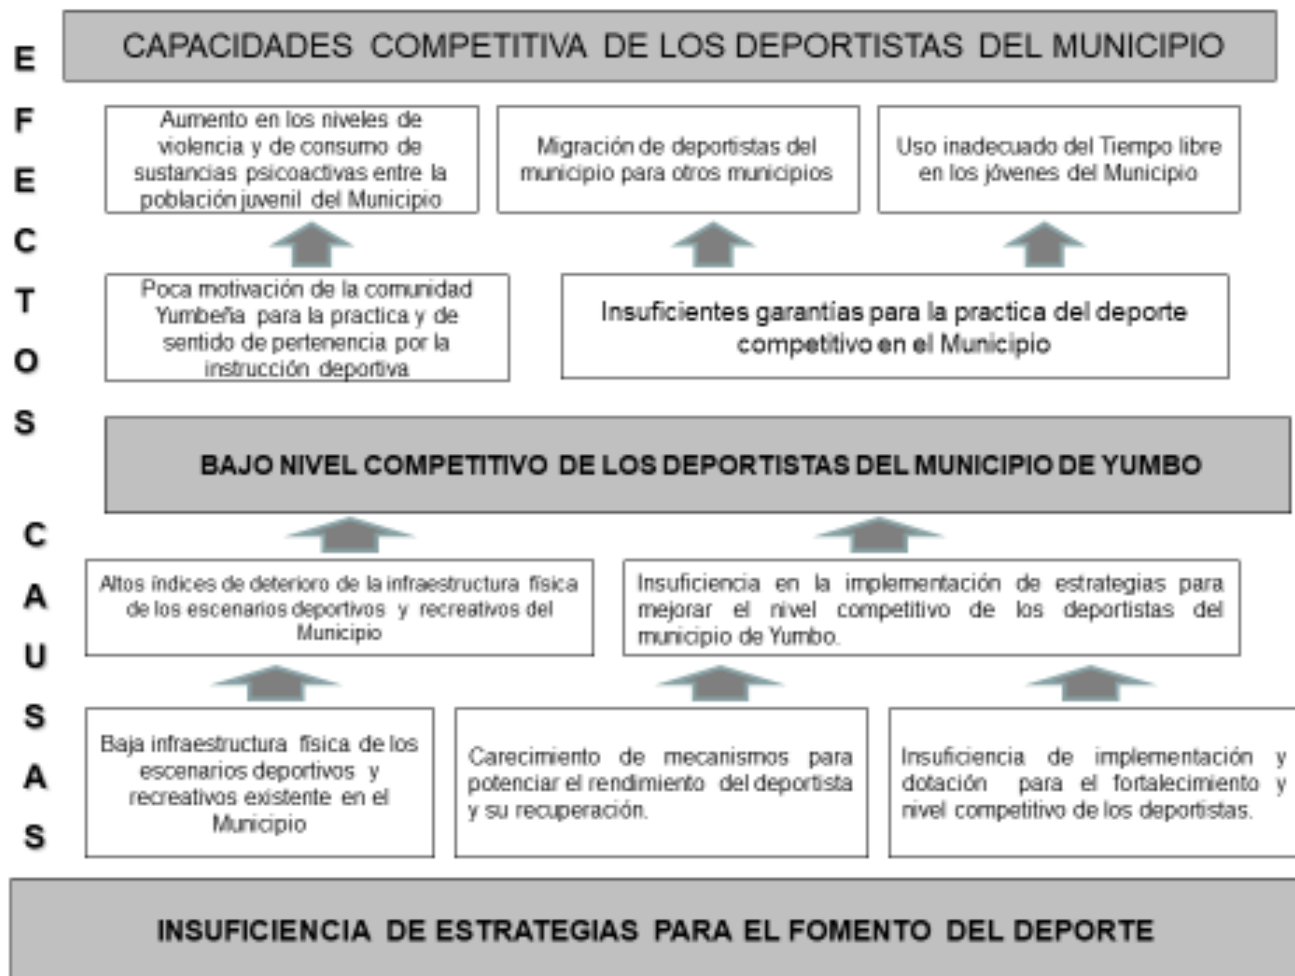 EFECTOS
CAPACIDADES COMPETITIVA DE LOS DEPORTISTAS DEL MUNICIPIO
Aumento en los niveles de
violencia y de consumo de
sustancias psicoactivas entre la
población juvenil del Municipio
Migración de deportistas del
municipio para otros municipios
Uso inadecuado del Tiempo libre
en los jóvenes del Municipio
Poca motivación de la comunidad
Yumbeña para la practica y de
sentido de pertenencia por la
instrucción deportiva
Insuficientes garantías para la practica del deporte
competitivo en el Municipio
BAJO NIVEL COMPETITIVO DE LOS DEPORTISTAS DEL MUNICIPIO DE YUMBO
CAUSAS
Altos índices de deterioro de la infraestructura física
de los escenarios deportivos y recreativos del
Municipio
Insuficiencia en la implementación de estrategias para
mejorar el nivel competitivo de los deportistas del
municipio de Yumbo.
Baja infraestructura física de los
escenarios deportivos y
recreativos existente en el
Municipio
Carecimiento de mecanismos para
potenciar el rendimiento del deportista
y su recuperación.
Insuficiencia de implementación y
dotación para el fortalecimiento y
nivel competitivo de los deportistas.
INSUFICIENCIA DE ESTRATEGIAS PARA EL FOMENTO DEL DEPORTE